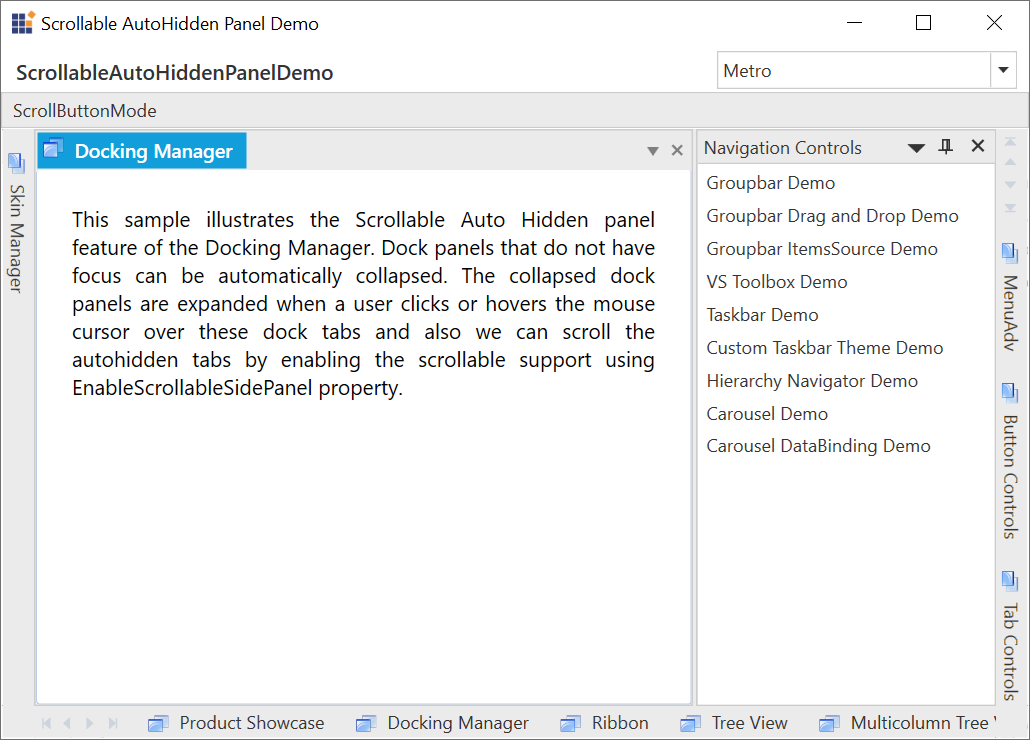 Scrollable AutoHidden Panel Demo
ScrollableAutoHiddenPanelDemo
Metro
ScrollButtonMode
Skin Manager
Docking Manager
This sample illustrates the Scrollable Auto Hidden panel
feature of the Docking Manager. Dock panels that do not have
focus can be automatically collapsed. The collapsed dock
panels are expanded when a user clicks or hovers the mouse
cursor over these dock tabs and also we can scroll the
autohidden tabs by enabling the scrollable support using
EnableScrollableSidePanel property.
Navigation Controls
Groupbar Demo
Groupbar Drag and Drop Demo
Groupbar ItemsSource Demo
VS Toolbox Demo
Taskbar Demo
Custom Taskbar Theme Demo
Hierarchy Navigator Demo
Carousel Demo
Carousel DataBinding Demo
MenuAdv
Button Controls
Tab Controls
Product Showcase
Docking Manager
Ribbon
Tree View
Multicolumn Tree